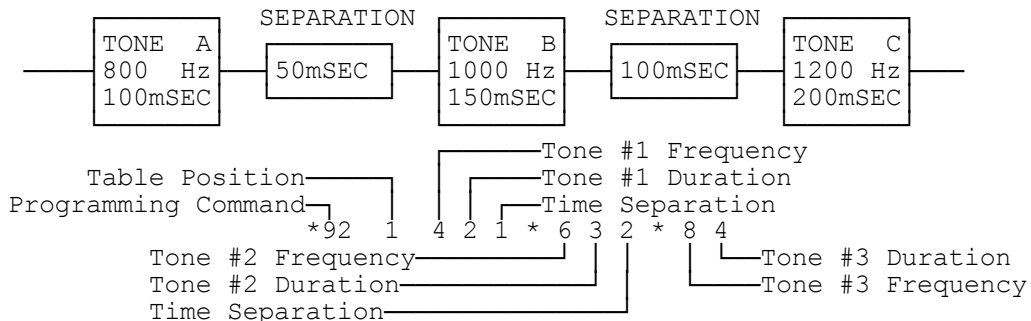 SEPARATION SEPARATION
TONE A TONE B TONE C
800 Hz 50mSEC 1000 Hz 100mSEC 1200 Hz
100mSEC 150mSEC 200mSEC
Tone #1 Frequency
Table Position Tone #1 Duration
Programming Command Time Separation
*92 1 4 2 1 * 6 3 2 * 8 4
Tone #2 Frequency Tone #3 Duration
Tone #2 Duration Tone #3 Frequency
Time Separation